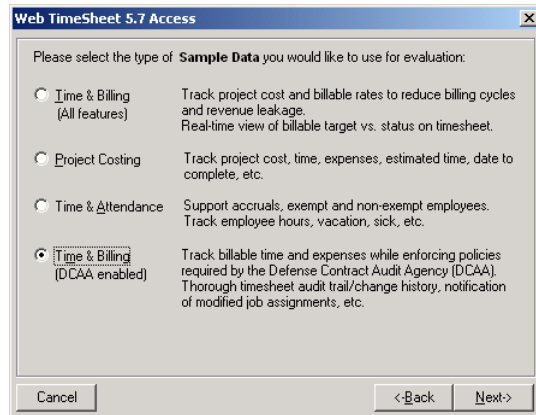 Web TimeSheet 5.7 Access
Please select the type of Sample Data you would like to use for evaluation:
Time & Billing
(All features)
Track project cost and billable rates to reduce billing cycles
and revenue leakage.
Real-time view of billable target vs. status on timesheet.
Project Costing
Track project cost, time, expenses, estimated time, date to
complete, etc.
Time & Attendance
Support accruals, exempt and non-exempt employees.
Track employee hours, vacation, sick, etc.
Time & Billing
(DCAA enabled)
Track billable time and expenses while enforcing policies
required by the Defense Contract Audit Agency (DCAA).
Thorough timesheet audit trail/change history, notification
of modified job assignments, etc.
Cancel
<-Back
Next->